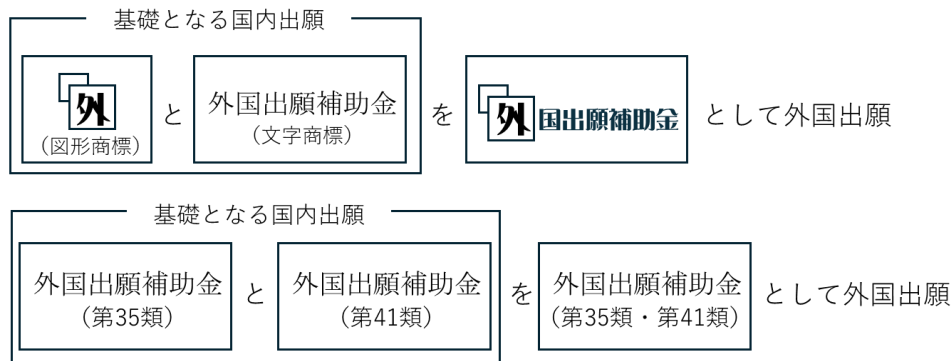 基礎となる国内出願
外
(図形商標)
と
外国出願補助金
(文字商標)
を
外国出願補助金
として外国出願
基礎となる国内出願
外国出願補助金
(第35類)
と
外国出願補助金
(第41類)
を
外国出願補助金
(第35類・第41類)
として外国出願